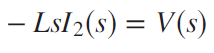 − LsI₂(s) = V(s)